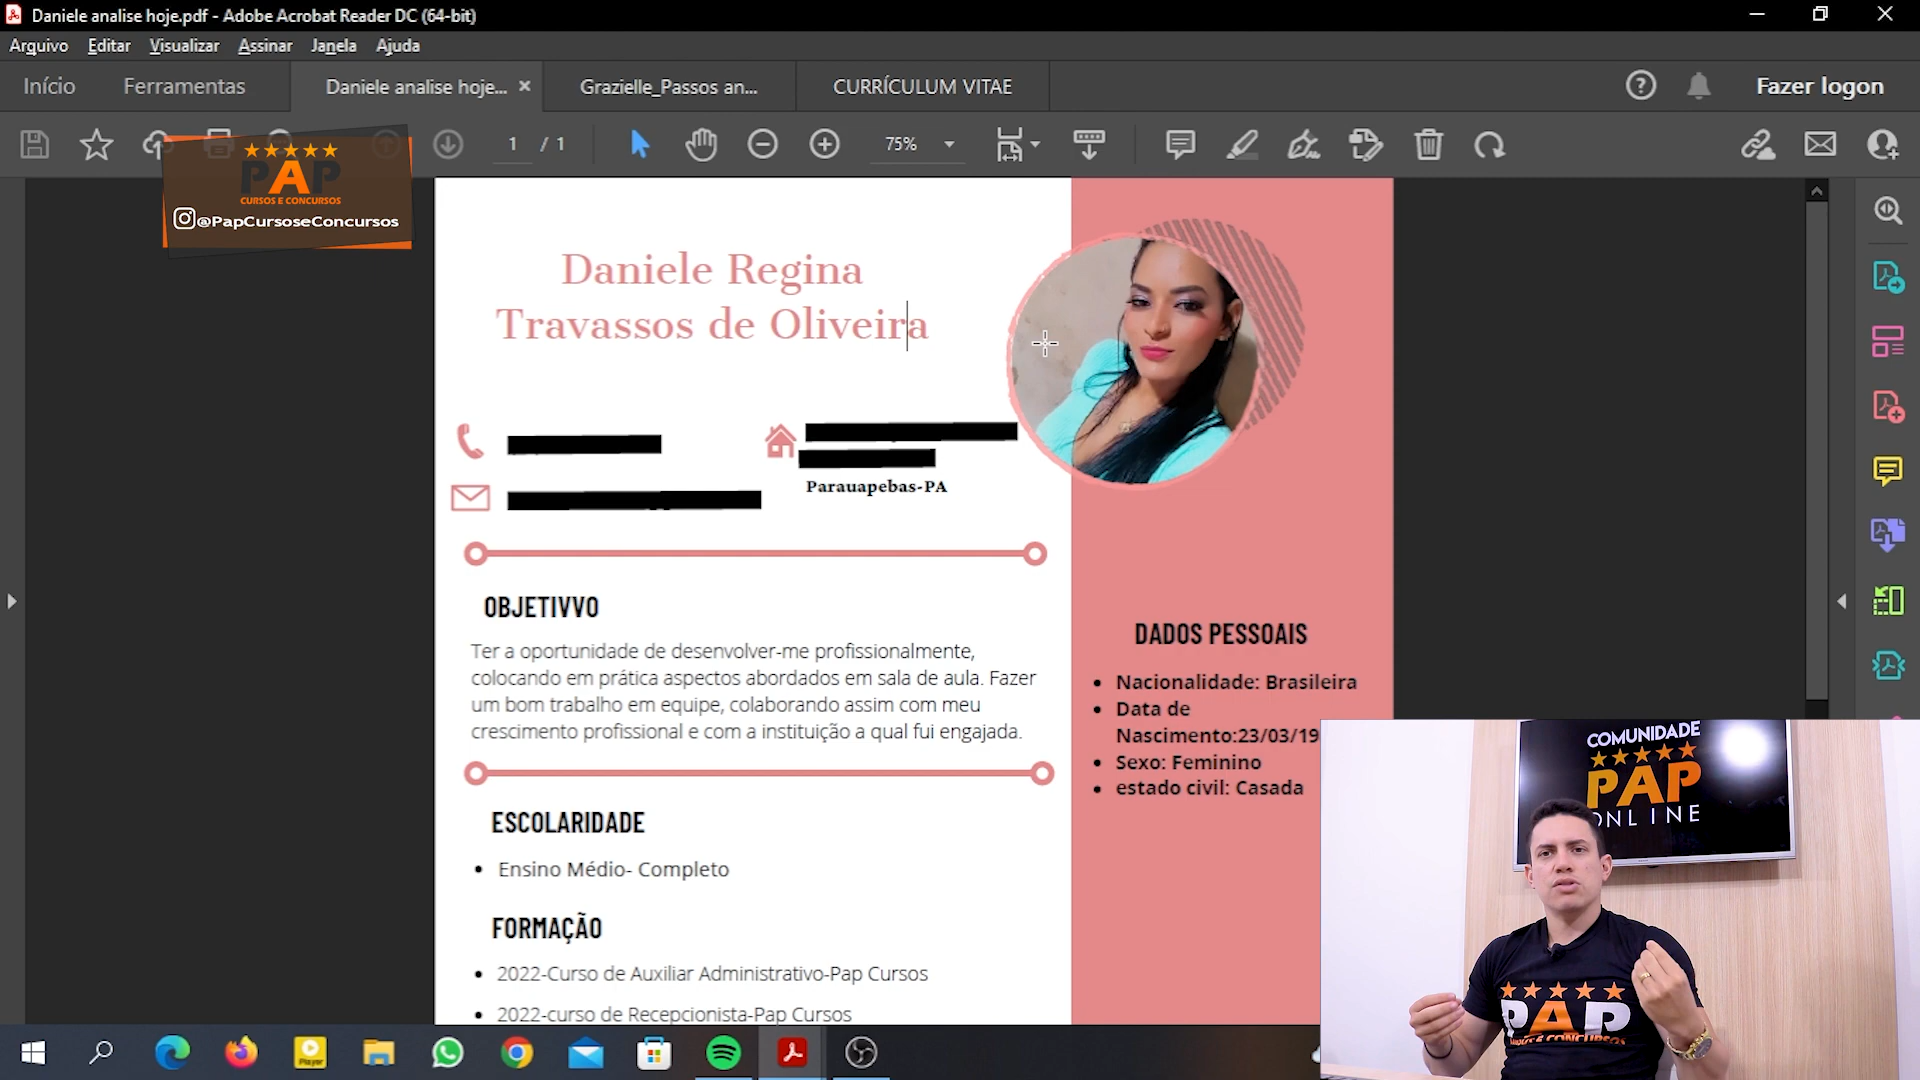 Daniele analise hoje.pdf - Adobe Acrobat Reader DC (64-bit)
Arquivo Editar Visualizar Assinar Janela Ajuda
Início Ferramentas Daniele analise hoje... Grazielle_Passos an... CURRÍCULUM VITAE Fazer logon
1 / 1 75%
PAP
CURSOS E CONCURSOS
@PapCursoseConcursos
Daniele Regina
Travassos de Oliveira
Parauapebas-PA
OBJETIVVO
Ter a oportunidade de desenvolver-me profissionalmente,
colocando em prática aspectos abordados em sala de aula. Fazer
um bom trabalho em equipe, colaborando assim com meu
crescimento profissional e com a instituição a qual fui engajada.
ESCOLARIDADE
Ensino Médio- Completo
FORMAÇÃO
2022-Curso de Auxiliar Administrativo-Pap Cursos
2022-curso de Recepcionista-Pap Cursos
DADOS PESSOAIS
Nacionalidade: Brasileira
Data de
Nascimento:23/03/19
Sexo: Feminino
estado civil: Casada
COMUNIDADE
PAP
ONLINE
PAP
Player